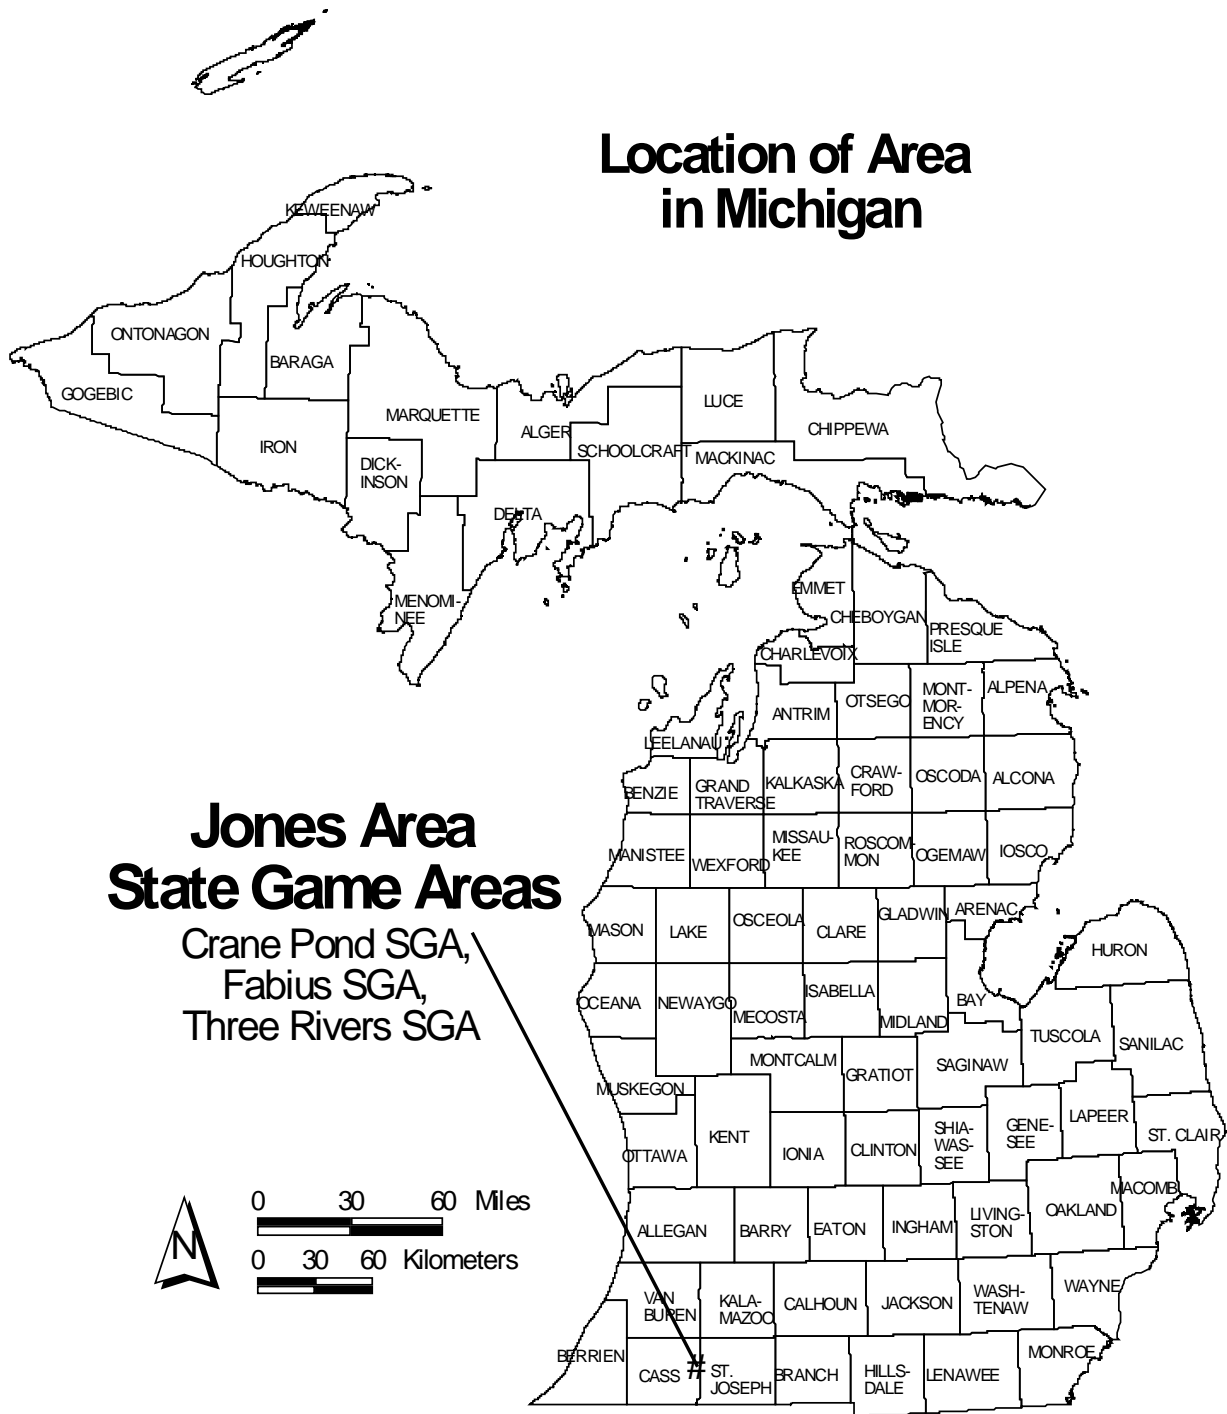 Location of Area
in Michigan
KEWEENAW
HOUGHTON
ONTONAGON
BARAGA
GOGEBIC
MARQUETTE
LUCE
ALGER
CHIPPEWA
IRON
SCHOOLCRAFT
MACKINAC
DICK-
INSON
DELTA
MENOMI-
NEE
EMMET
CHEBOYGAN
PRESQUE
ISLE
CHARLEVOIX
ANTRIM
OTSEGO
MONT-
MOR-
ENCY
ALPENA
LEELANAU
BENZIE
GRAND
TRAVERSE
KALKASKA
CRAW-
FORD
OSCODA
ALCONA
Jones Area
State Game Areas
Crane Pond SGA,
Fabius SGA,
Three Rivers SGA
MANISTEE
WEXFORD
MISSAU-
KEE
ROSCOM-
MON
OGEMAW
IOSCO
MASON
LAKE
OSCEOLA
CLARE
GLADWIN
ARENAC
HURON
OCEANA
NEWAYGO
MECOSTA
ISABELLA
MIDLAND
BAY
TUSCOLA
SANILAC
MUSKEGON
MONTCALM
GRATIOT
SAGINAW
OTTAWA
KENT
IONIA
CLINTON
SHIA-
WAS-
SEE
GENE-
SEE
LAPEER
ST. CLAIR
ALLEGAN
BARRY
EATON
INGHAM
LIVING-
STON
OAKLAND
MACOMB
N
0 30 60 Miles
0 30 60 Kilometers
VAN
BUREN
KALA-
MAZOO
CALHOUN
JACKSON
WASH-
TENAW
WAYNE
BERRIEN
CASS
#
ST.
JOSEPH
BRANCH
HILLS-
DALE
LENAWEE
MONROE